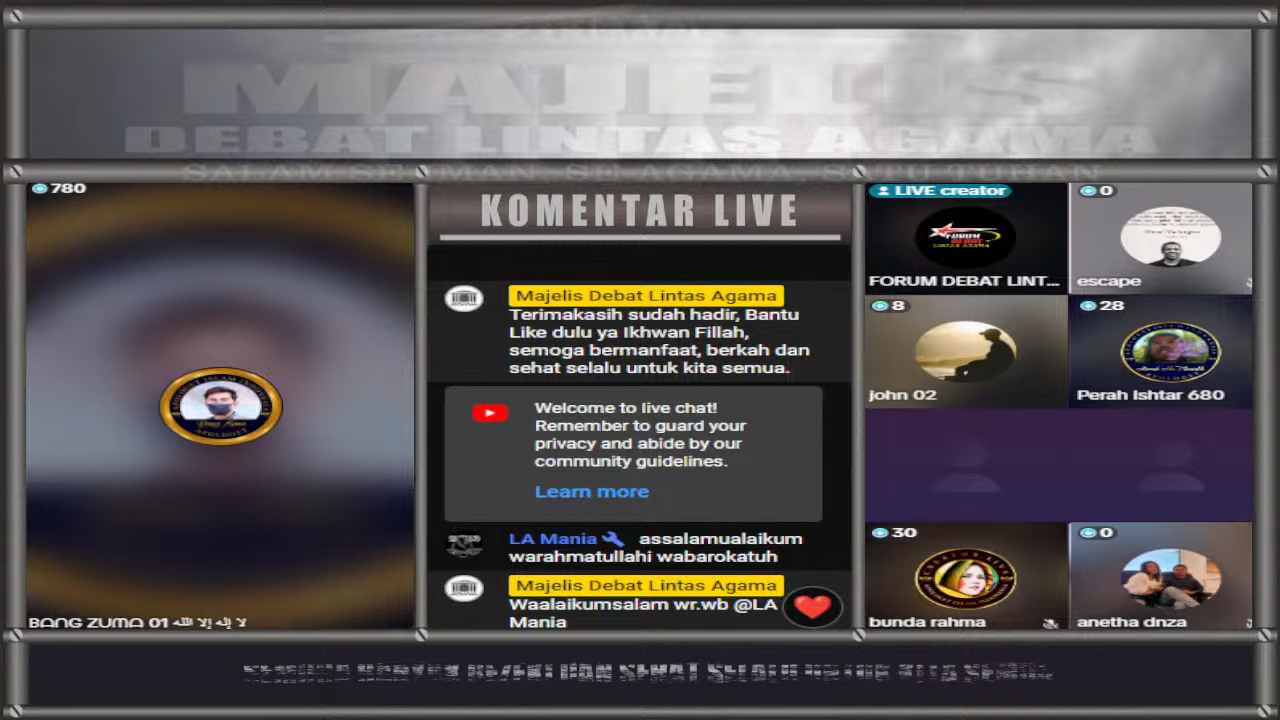 MAJELIS
DEBAT LINTAS AGAMA
780
BANG ZUMA 01 لا إله إلا الله
KOMENTAR LIVE
Majelis Debat Lintas Agama
Terimakasih sudah hadir, Bantu
Like dulu ya Ikhwan Fillah,
semoga bermanfaat, berkah dan
sehat selalu untuk kita semua.
Welcome to live chat!
Remember to guard your
privacy and abide by our
community guidelines.
Learn more
LA Mania assalamualaikum
warahmatullahi wabarokatuh
Majelis Debat Lintas Agama
Waalaikumsalam wr.wb @LA
Mania
LIVE creator
FORUM DEBAT LINT...
0
escape
8
john 02
28
Perah Ishtar 680
30
bunda rahma
0
anetha dnza